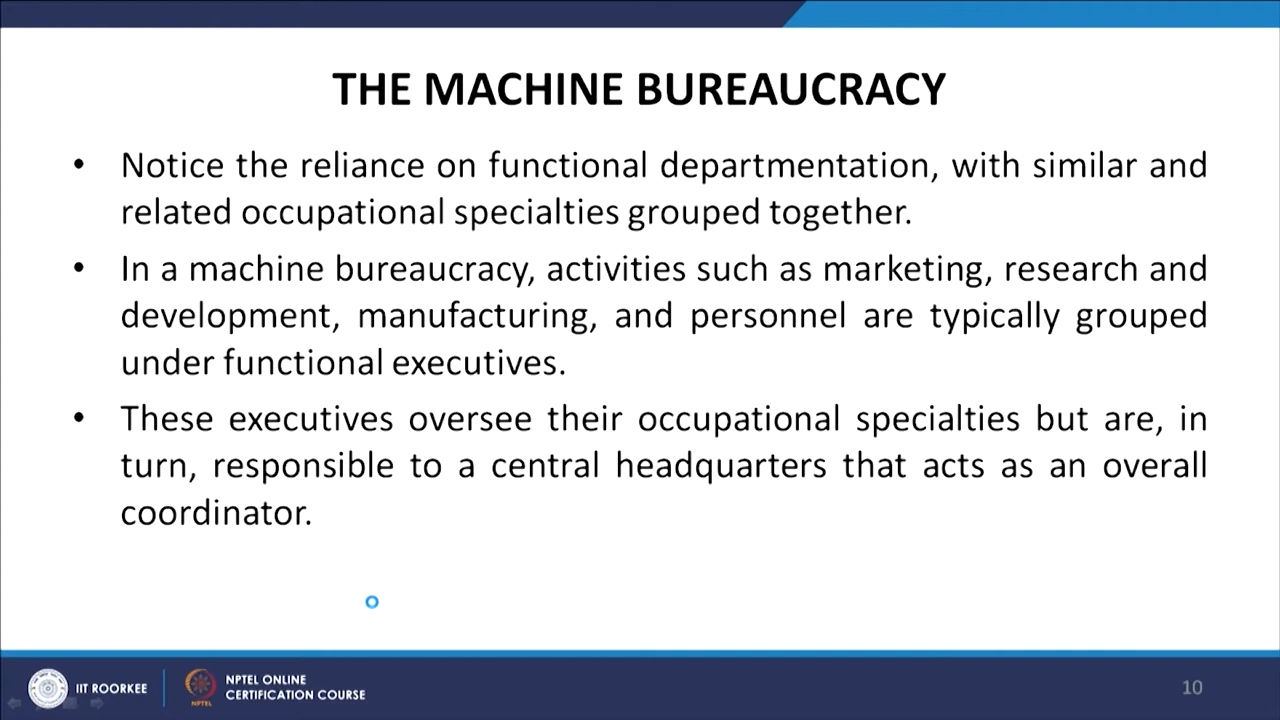 THE MACHINE BUREAUCRACY
• Notice the reliance on functional departmentation, with similar and
related occupational specialties grouped together.
• In a machine bureaucracy, activities such as marketing, research and
development, manufacturing, and personnel are typically grouped
under functional executives.
• These executives oversee their occupational specialties but are, in
turn, responsible to a central headquarters that acts as an overall
coordinator.
IIT ROORKEE
NPTEL
NPTEL ONLINE
CERTIFICATION COURSE
10